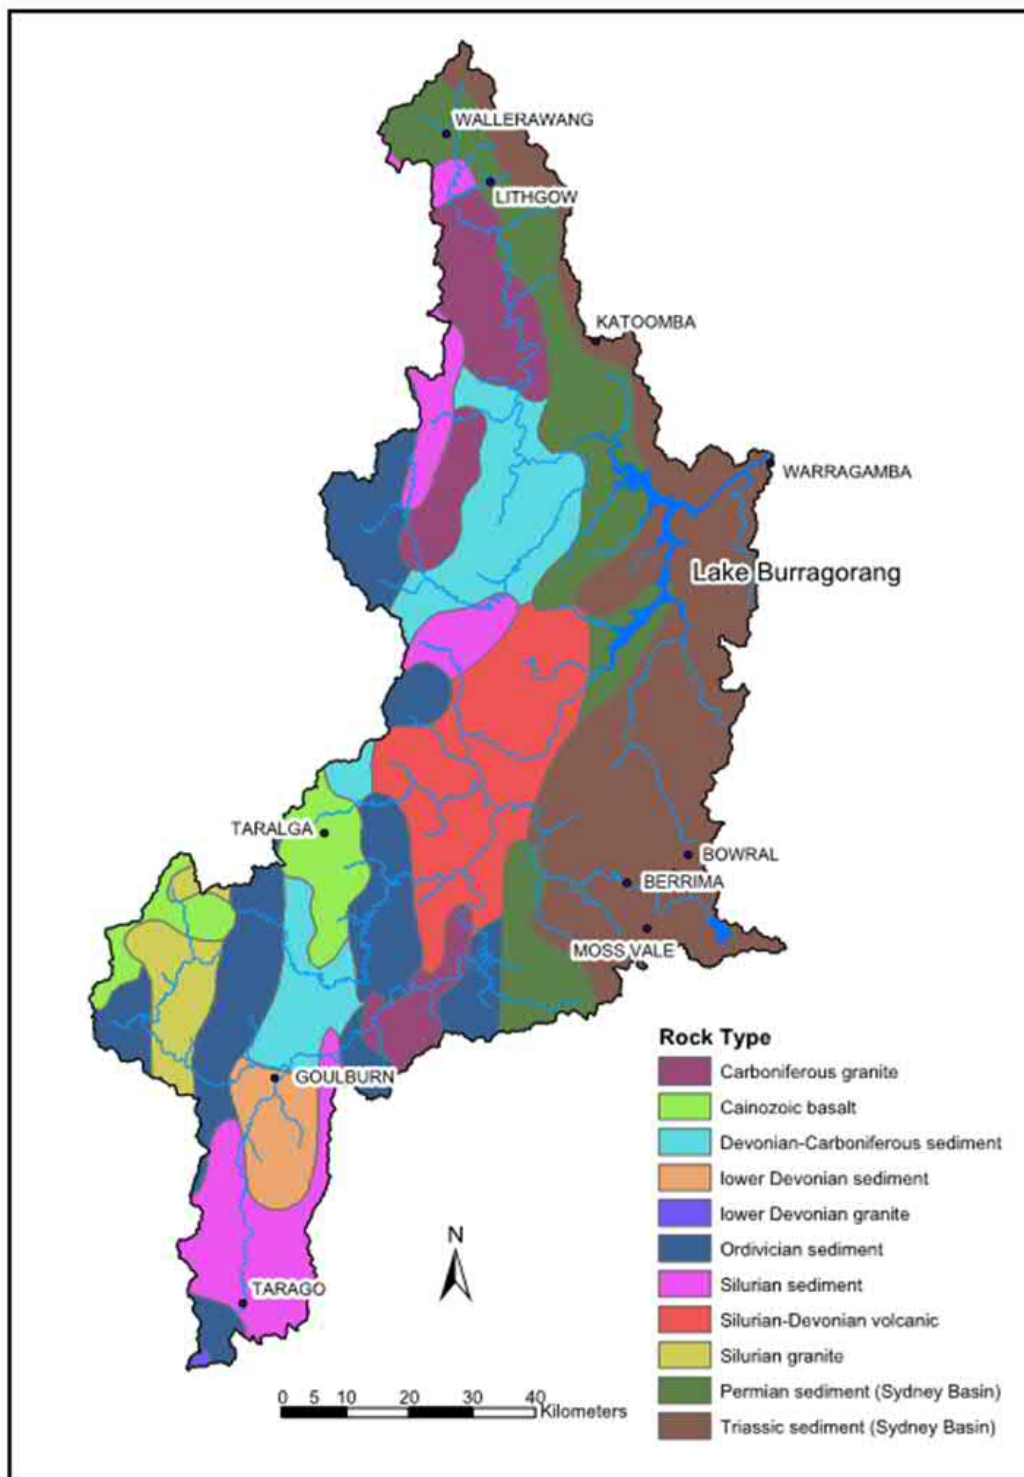 WALLERAWANG
LITHGOW
KATOOMBA
WARRAGAMBA
Lake Burragorang
TARALGA
BOWRAL
BERRIMA
MOSS VALE
GOULBURN
TARAGO
N
0 5 10 20 30 40
Kilometers
Rock Type
Carboniferous granite
Cainozoic basalt
Devonian-Carboniferous sediment
lower Devonian sediment
lower Devonian granite
Ordivician sediment
Silurian sediment
Silurian-Devonian volcanic
Silurian granite
Permian sediment (Sydney Basin)
Triassic sediment (Sydney Basin)